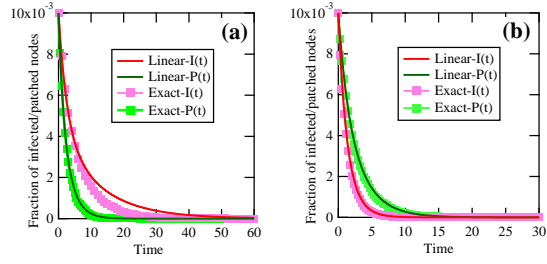 10x10⁻³
(a)
Fraction of infected/patched nodes
8
6
4
2
0
Linear-I(t)
Linear-P(t)
Exact-I(t)
Exact-P(t)
0 10 20 30 40 50 60
Time
10x10⁻³
(b)
Fraction of infected/patched nodes
8
6
4
2
0
Linear-I(t)
Linear-P(t)
Exact-I(t)
Exact-P(t)
0 5 10 15 20 25 30
Time